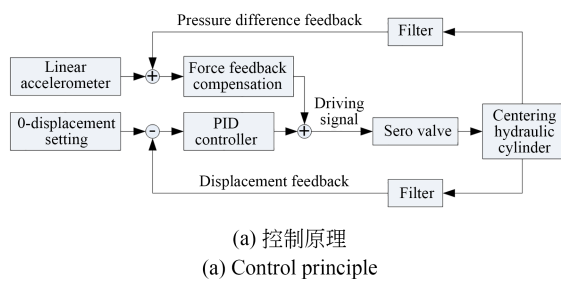 Pressure difference feedback
Filter
Linear
accelerometer
+
Force feedback
compensation
Driving
signal
0-displacement
setting
-
PID
controller
+
Sero valve
Centering
hydraulic
cylinder
Displacement feedback
Filter
(a) 控制原理
(a) Control principle